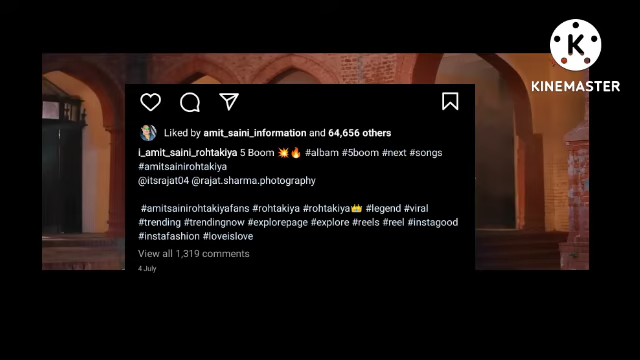 K
KINEMASTER
Liked by amit_saini_information and 64,656 others
i_amit_saini_rohtakiya 5 Boom 💥🔥 #albam #5boom #next #songs
#amitsainirohtakiya
@itsrajat04 @rajat.sharma.photography
#amitsainirohtakiyafans #rohtakiya #rohtakiya👑 #legend #viral
#trending #trendingnow #explorepage #explore #reels #reel #instagood
#instafashion #loveislove
View all 1,319 comments
4 July